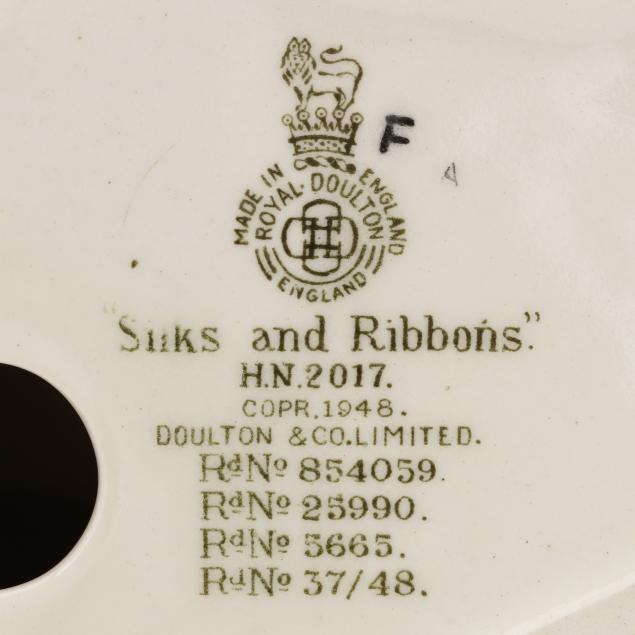 F
MADE IN ENGLAND
ROYAL·DOULTON
ENGLAND
"Silks and Ribbons."
H.N.2017.
COPR.1948.
DOULTON & CO.LIMITED.
RdNo 854059.
RdNo 25990.
RdNo 5665.
RdNo 37/48.